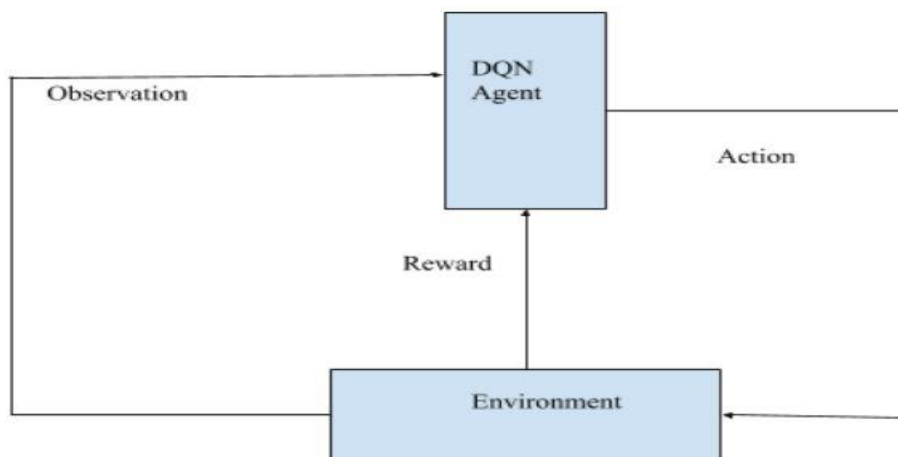 DQN
Agent
Observation
Action
Reward
Environment